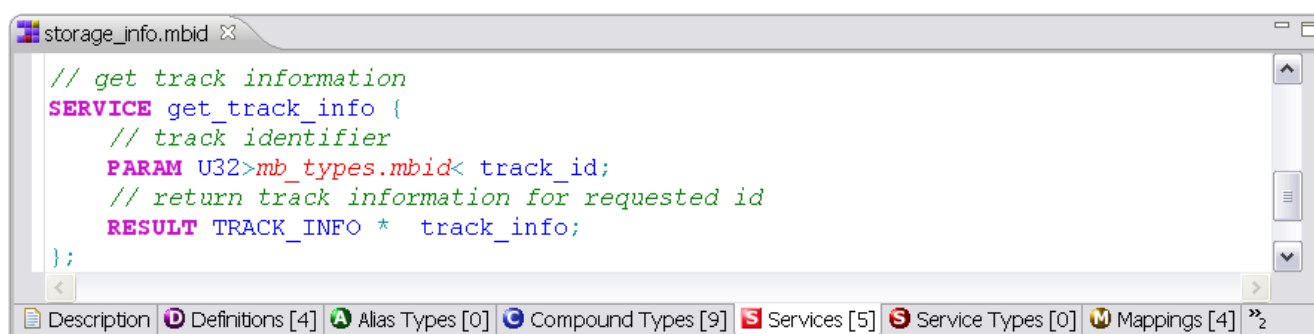 storage_info.mbid
// get track information
SERVICE get_track_info {
// track identifier
PARAM U32>mb_types.mbid< track_id;
// return track information for requested id
RESULT TRACK_INFO *  track_info;
};
Description D Definitions [4] A Alias Types [0] C Compound Types [9] S Services [5] S Service Types [0] M Mappings [4] »2